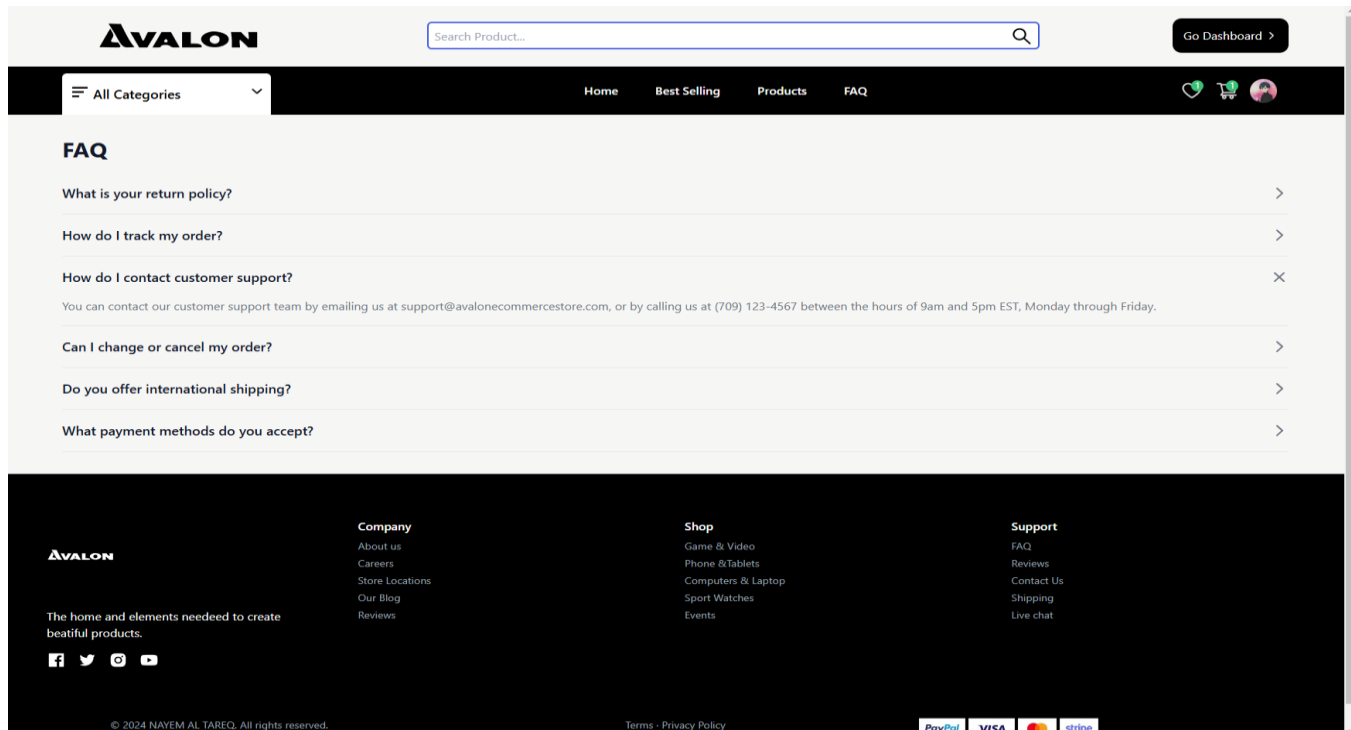 AVALON
Search Product...
Go Dashboard
All Categories
Home
Best Selling
Products
FAQ
1
1
FAQ
What is your return policy?
How do I track my order?
How do I contact customer support?
You can contact our customer support team by emailing us at support@avalonecommercestore.com, or by calling us at (709) 123-4567 between the hours of 9am and 5pm EST, Monday through Friday.
Can I change or cancel my order?
Do you offer international shipping?
What payment methods do you accept?
AVALON
The home and elements needeed to create
beatiful products.
Company
About us
Careers
Store Locations
Our Blog
Reviews
Shop
Game & Video
Phone &Tablets
Computers & Laptop
Sport Watches
Events
Support
FAQ
Reviews
Contact Us
Shipping
Live chat
© 2024 NAYEM AL TAREQ. All rights reserved.
Terms · Privacy Policy
PayPal
VISA
stripe